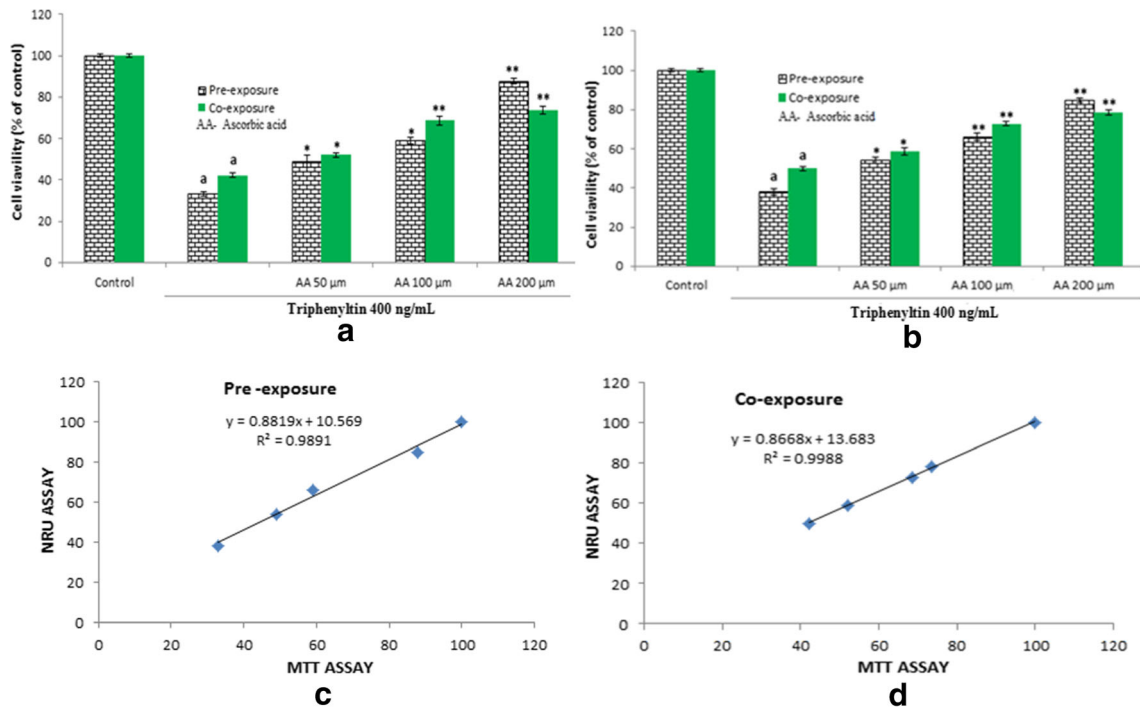 120
100
80
60
40
20
0
Cell viavility (% of control)
Pre-exposure
Co-exposure
AA- Ascorbic acid
a a
* *
* **
** **
Control AA 50 µm AA 100 µm AA 200 µm
Triphenyltin 400 ng/mL
a
120
100
80
60
40
20
0
Cell viavility (% of control)
Pre-exposure
Co-exposure
AA- Ascorbic acid
a a
* *
** **
** **
Control AA 50 µm AA 100 µm AA 200 µm
Triphenyltin 400 ng/mL
b
120
100
80
60
40
20
0
NRU ASSAY
Pre -exposure
y = 0.8819x + 10.569
R² = 0.9891
0 20 40 60 80 100 120
MTT ASSAY
c
120
100
80
60
40
20
0
NRU ASSAY
Co-exposure
y = 0.8668x + 13.683
R² = 0.9988
0 20 40 60 80 100 120
MTT ASSAY
d